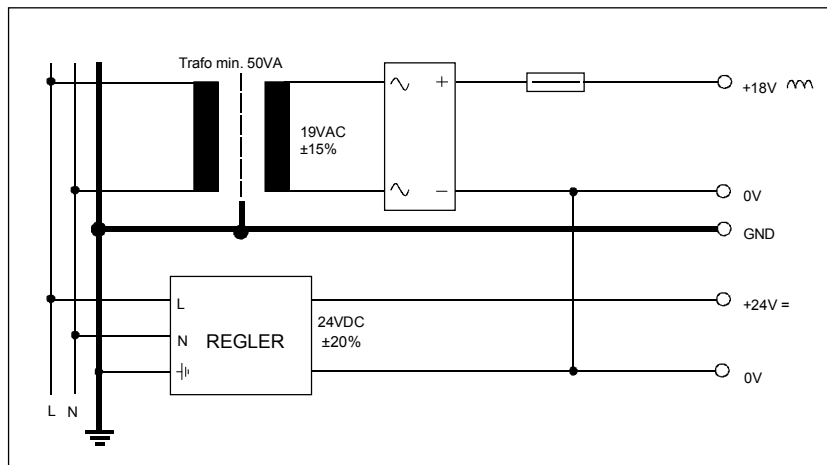 Trafo min. 50VA
19VAC
±15%
+
−
+18V
0V
GND
L
N
REGLER
24VDC
±20%
+24V =
0V
L N